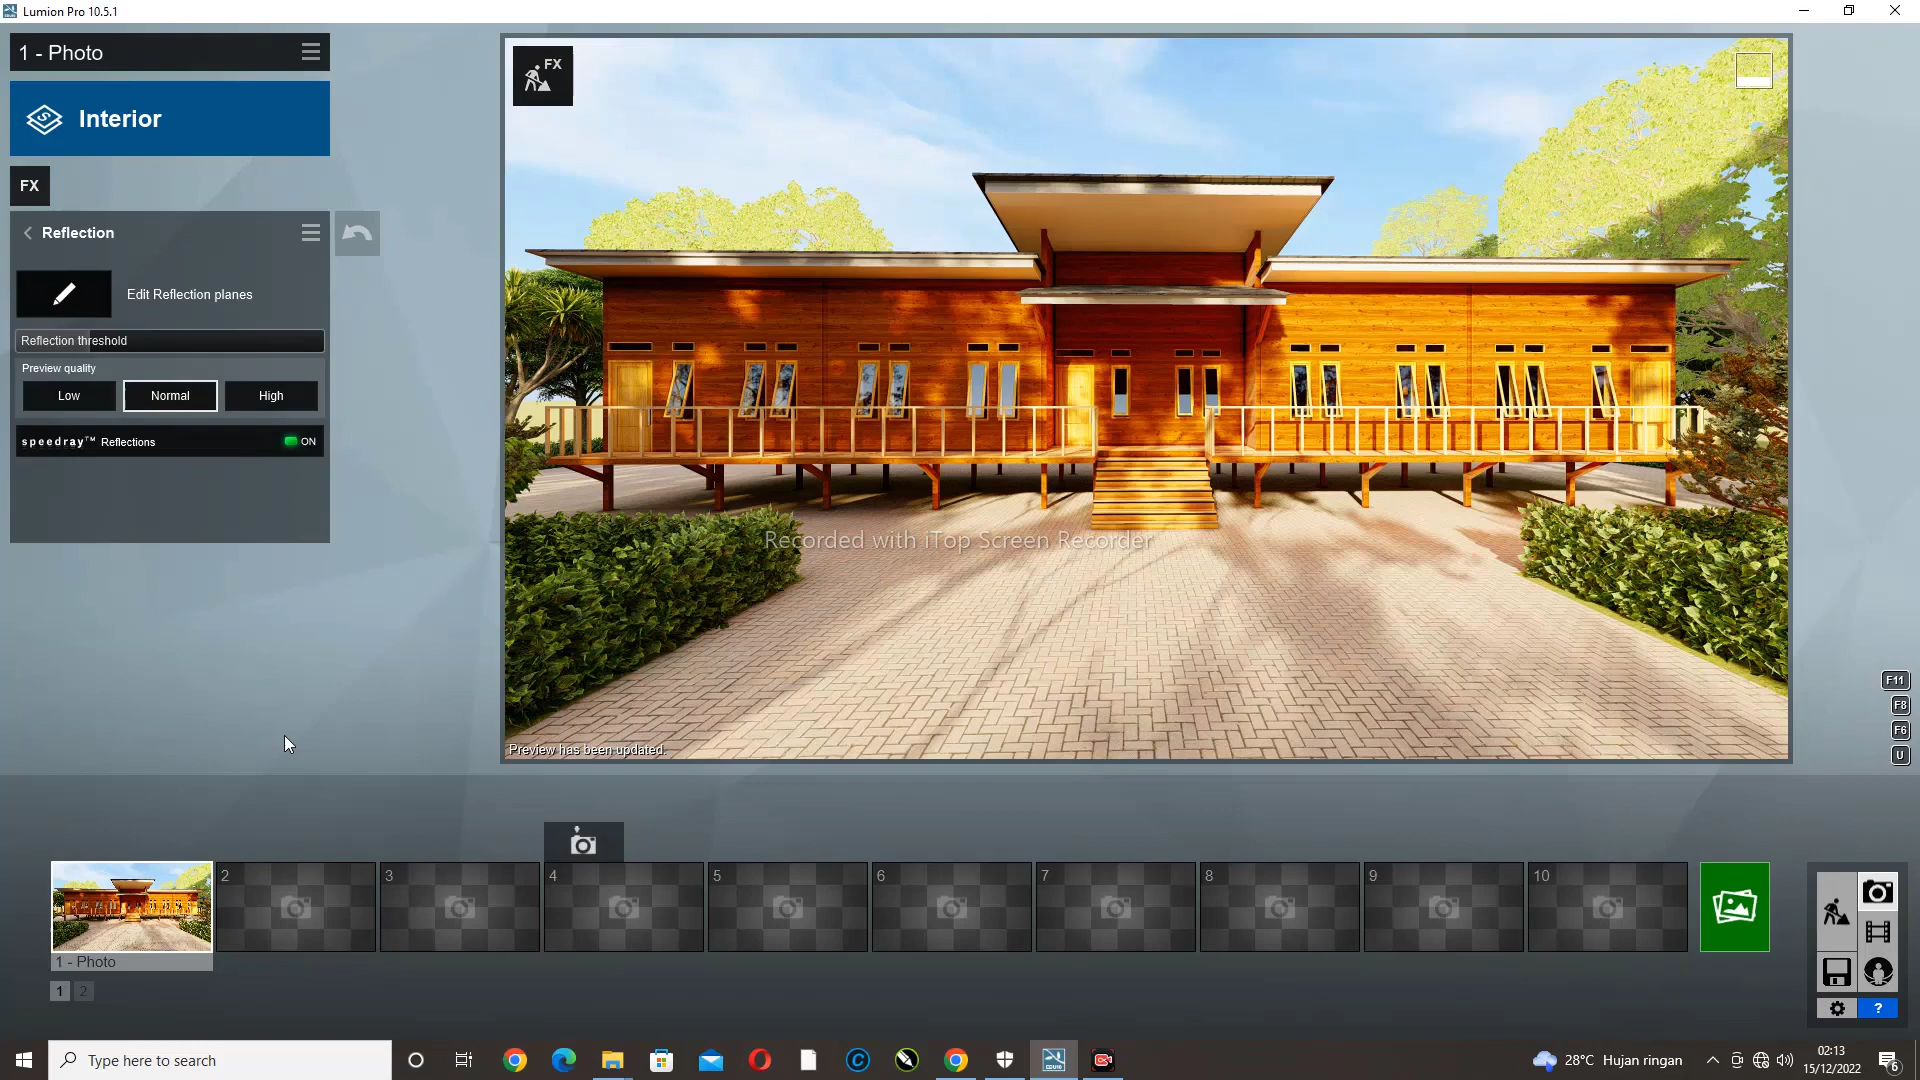 Lumion Pro 10.5.1
1 - Photo
Interior
FX
Reflection
Edit Reflection planes
Reflection threshold
Preview quality
Low
Normal
High
speedray™ Reflections
ON
FX
Recorded with iTop Screen Recorder
Preview has been updated.
F11
F8
F6
U
2
3
4
5
6
7
8
9
10
1 - Photo
1
2
?
Type here to search
28°C Hujan ringan
02:13
15/12/2022
6